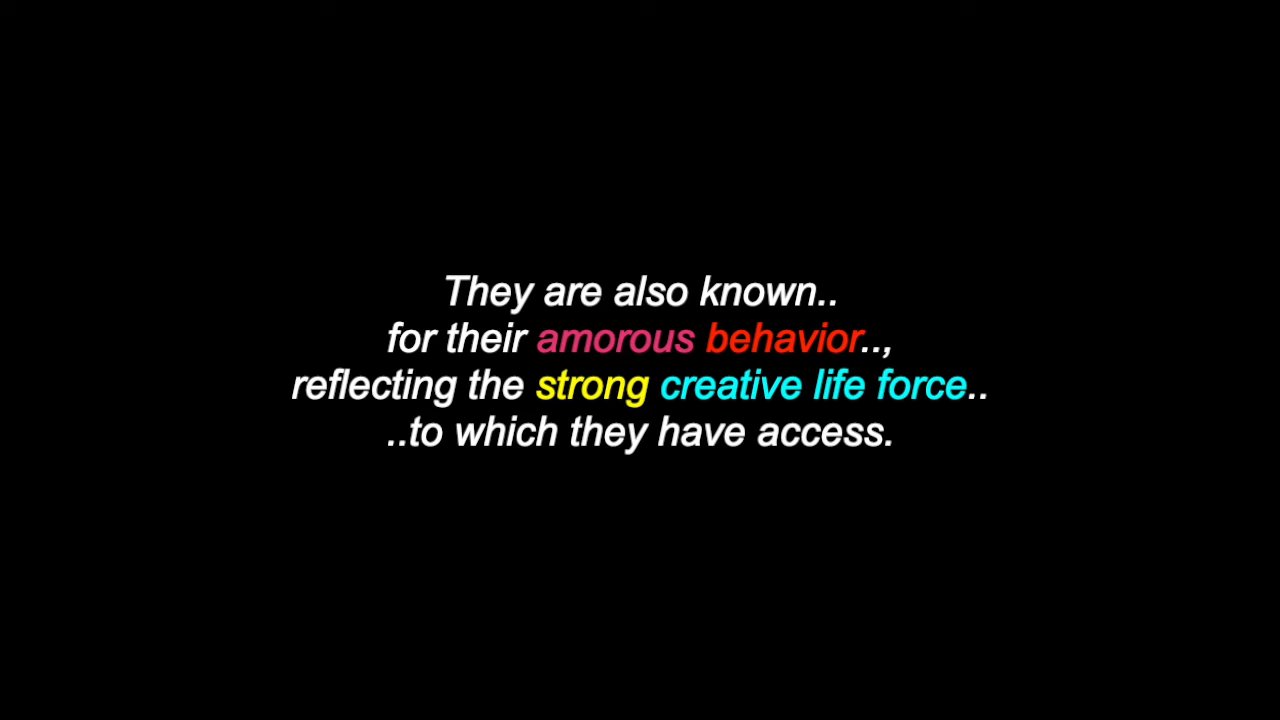 They are also known..
for their amorous behavior..,
reflecting the strong creative life force..
..to which they have access.